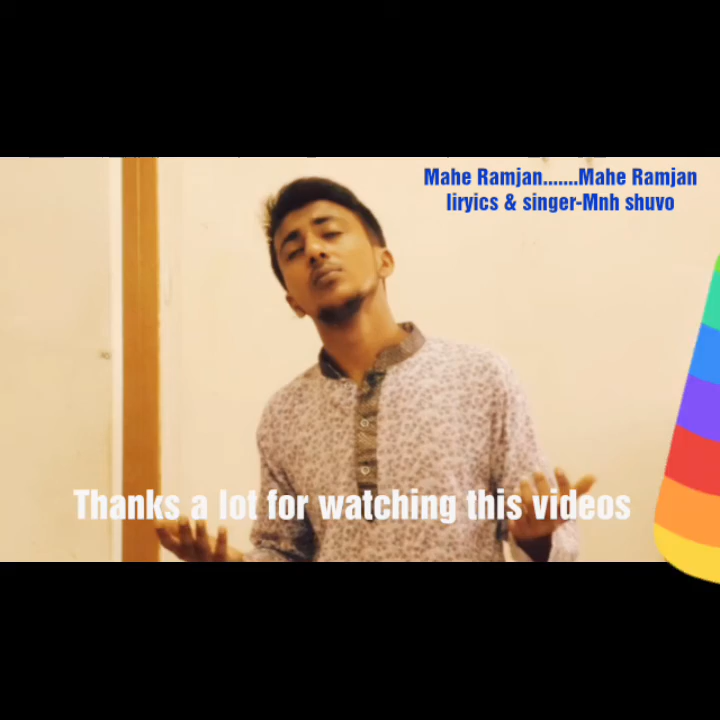 Mahe Ramjan.......Mahe Ramjan
liryics & singer-Mnh shuvo
Thanks a lot for watching this videos